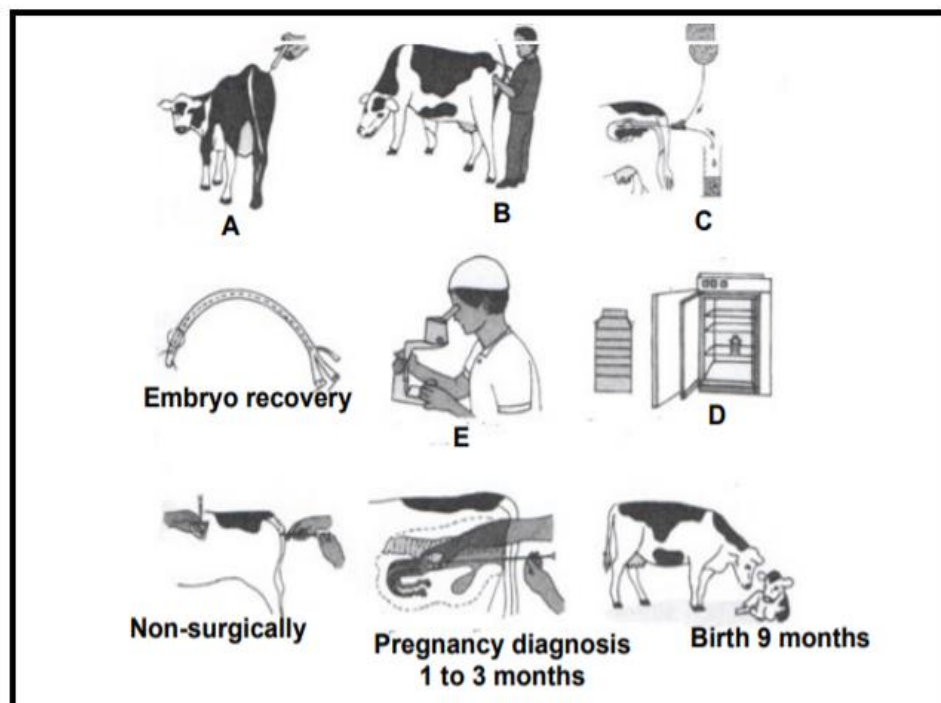 A
B
C
Embryo recovery
E
D
Non-surgically
Pregnancy diagnosis
1 to 3 months
Birth 9 months